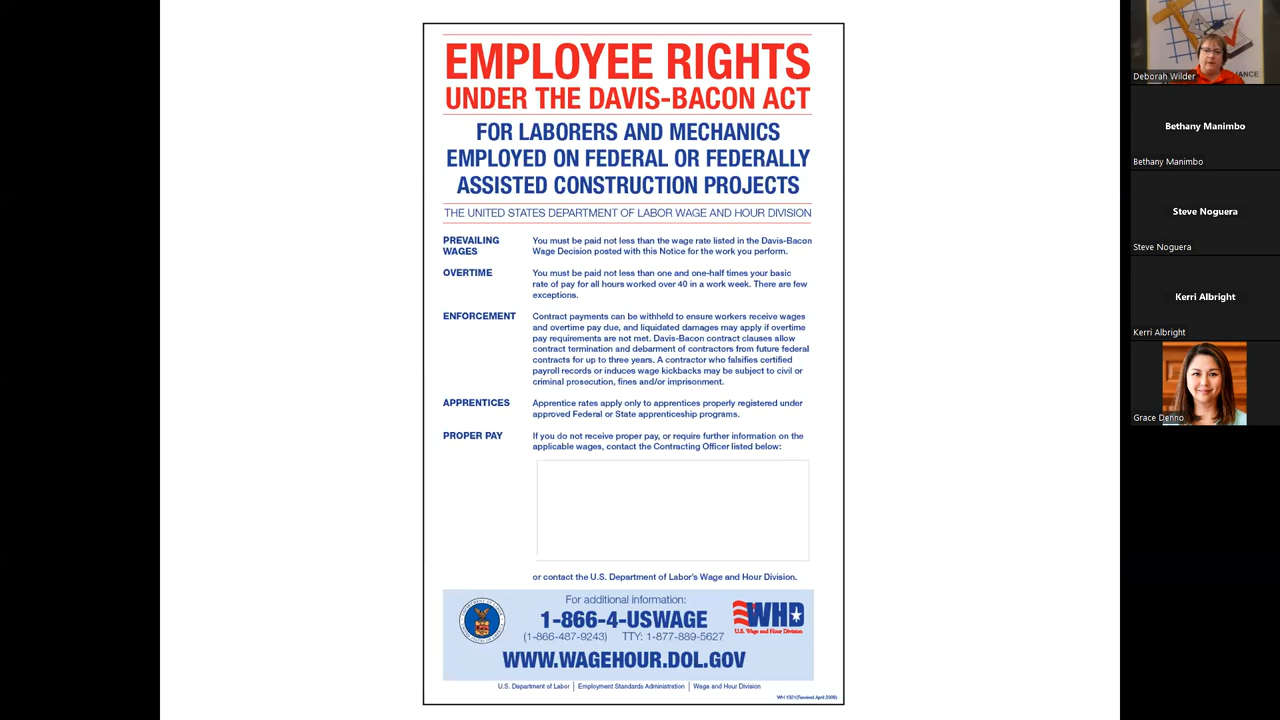 EMPLOYEE RIGHTS
UNDER THE DAVIS-BACON ACT
FOR LABORERS AND MECHANICS
EMPLOYED ON FEDERAL OR FEDERALLY
ASSISTED CONSTRUCTION PROJECTS
THE UNITED STATES DEPARTMENT OF LABOR WAGE AND HOUR DIVISION
PREVAILING
WAGES
You must be paid not less than the wage rate listed in the Davis-Bacon
Wage Decision posted with this Notice for the work you perform.
OVERTIME
You must be paid not less than one and one-half times your basic
rate of pay for all hours worked over 40 in a work week. There are few
exceptions.
ENFORCEMENT
Contract payments can be withheld to ensure workers receive wages
and overtime pay due, and liquidated damages may apply if overtime
pay requirements are not met. Davis-Bacon contract clauses allow
contract termination and debarment of contractors from future federal
contracts for up to three years. A contractor who falsifies certified
payroll records or induces wage kickbacks may be subject to civil or
criminal prosecution, fines and/or imprisonment.
APPRENTICES
Apprentice rates apply only to apprentices properly registered under
approved Federal or State apprenticeship programs.
PROPER PAY
If you do not receive proper pay, or require further information on the
applicable wages, contact the Contracting Officer listed below:
or contact the U.S. Department of Labor's Wage and Hour Division.
For additional information:
1-866-4-USWAGE
(1-866-487-9243) TTY: 1-877-889-5627
WWW.WAGEHOUR.DOL.GOV
WHD
U.S. Wage and Hour Division
U.S. Department of Labor | Employment Standards Administration | Wage and Hour Division
WH 1321 (Revised April 2009)
Deborah Wilder
Bethany Manimbo
Bethany Manimbo
Steve Noguera
Steve Noguera
Kerri Albright
Kerri Albright
Grace Denno